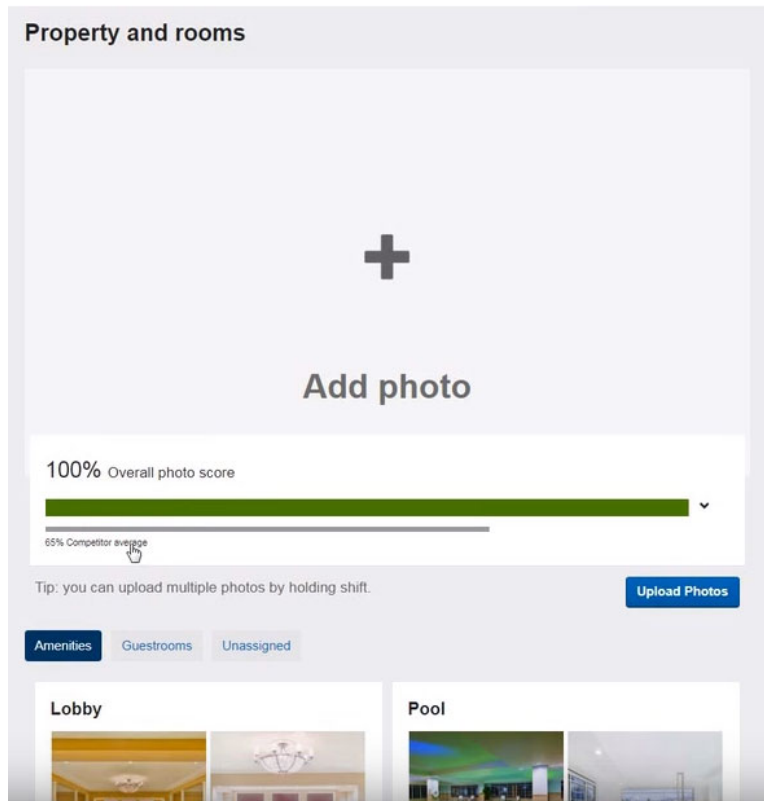 Property and rooms
Add photo
100% Overall photo score
65% Competitor average
Tip: you can upload multiple photos by holding shift.
Upload Photos
Amenities Guestrooms Unassigned
Lobby
Pool